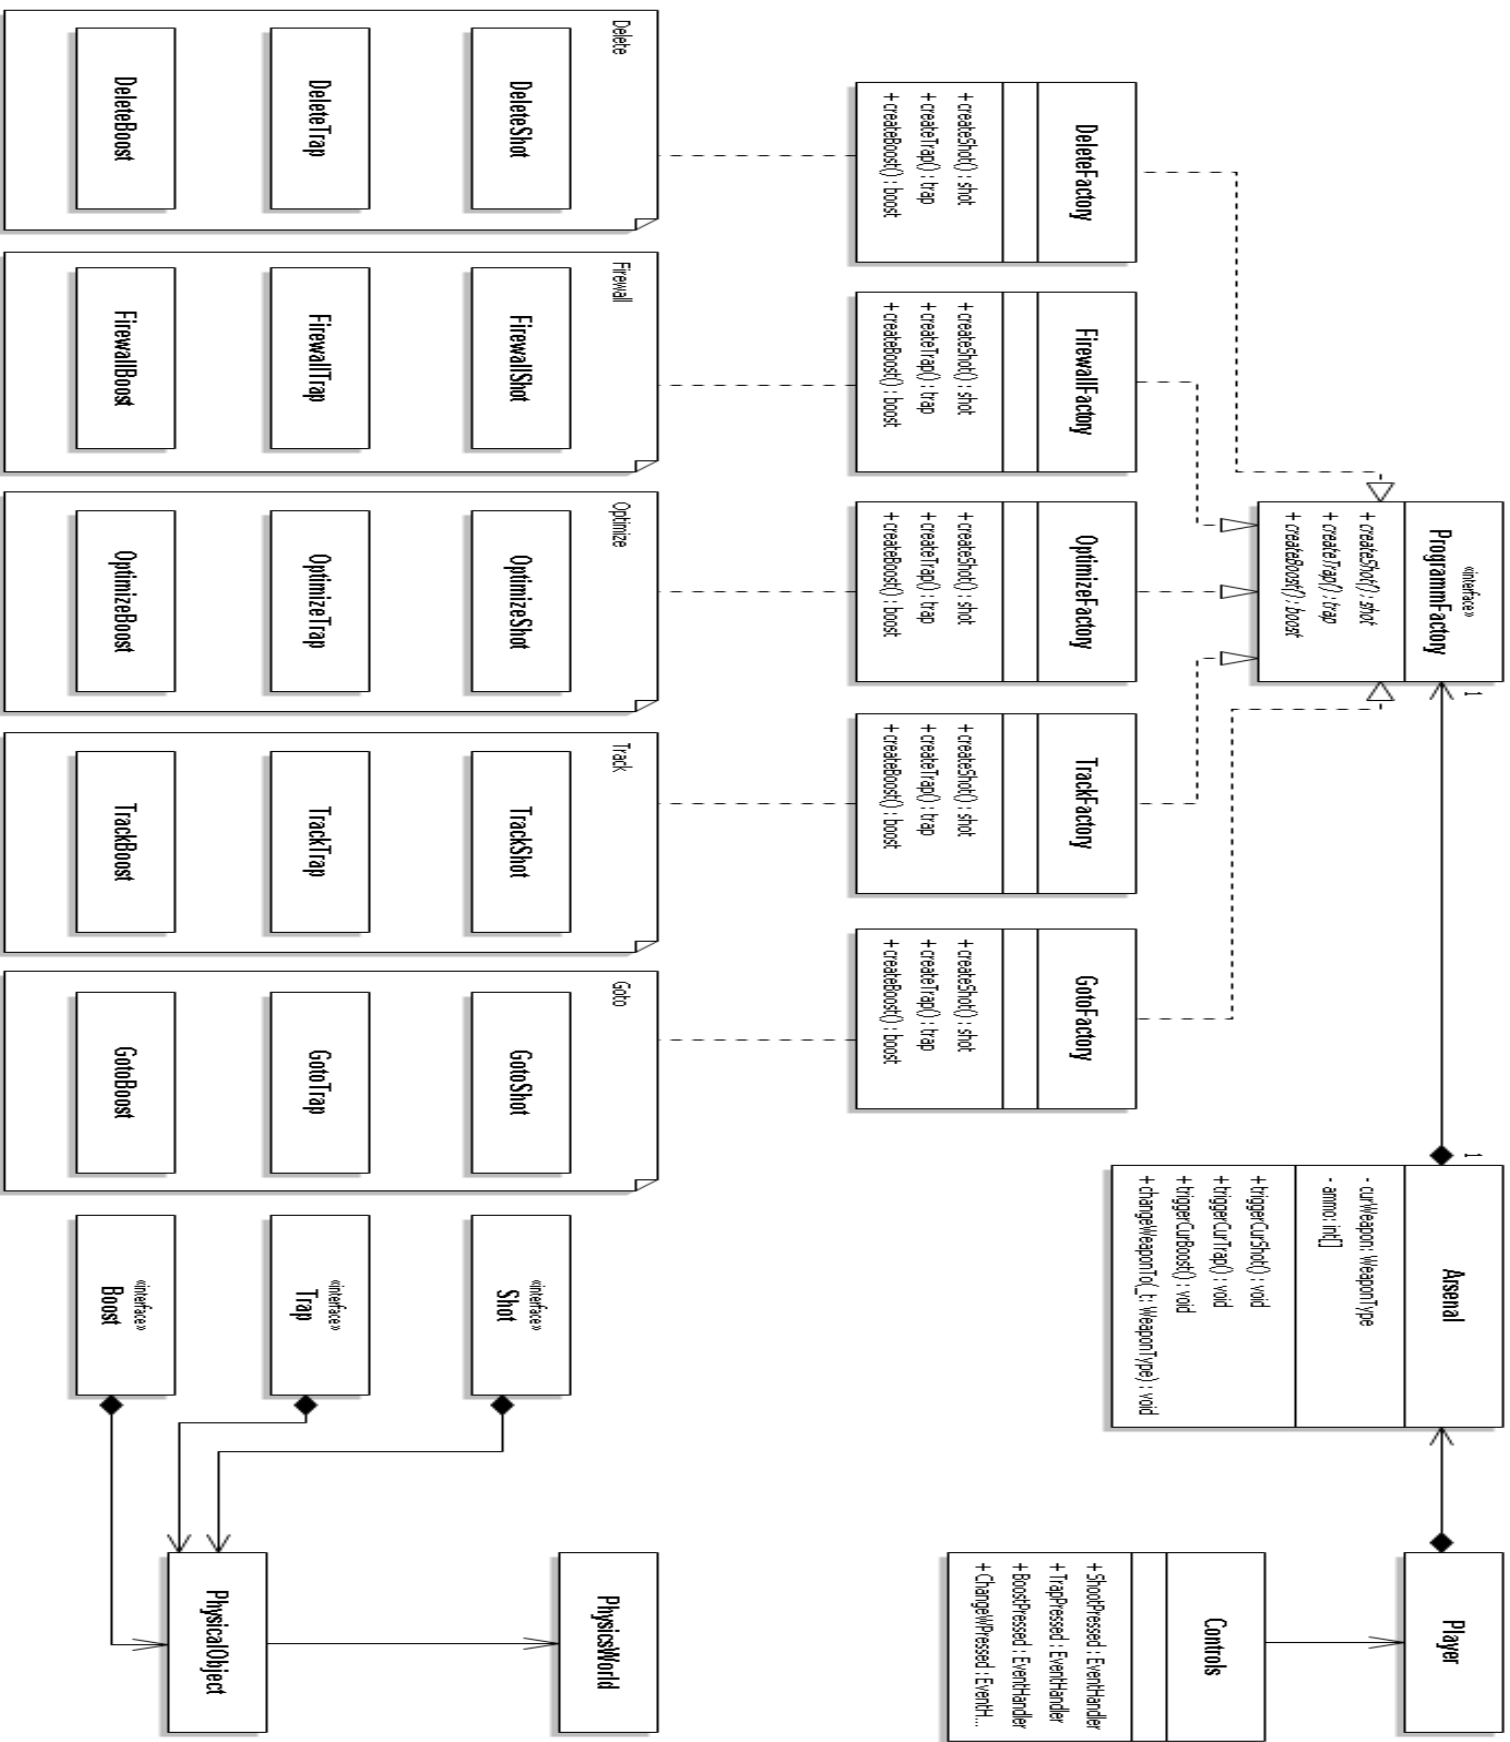 «interface»
ProgrammFactory
+ createShot() : shot
+ createTrap() : trap
+ createBoost() : boost
1
1
Arsenal
- curWeapon: WeaponType
- ammo: int[]
+ triggerCurShot() : void
+ triggerCurTrap() : void
+ triggerCurBoost() : void
+ changeWeaponTo(_t: WeaponType) : void
Player
Controls
+ ShootPressed : EventHandler
+ TrapPressed : EventHandler
+ BoostPressed : EventHandler
+ ChangeWPressed : EventH...
DeleteFactory
+ createShot() : shot
+ createTrap() : trap
+ createBoost() : boost
FirewallFactory
+ createShot() : shot
+ createTrap() : trap
+ createBoost() : boost
OptimizeFactory
+ createShot() : shot
+ createTrap() : trap
+ createBoost() : boost
TrackFactory
+ createShot() : shot
+ createTrap() : trap
+ createBoost() : boost
GotoFactory
+ createShot() : shot
+ createTrap() : trap
+ createBoost() : boost
Delete
DeleteShot
DeleteTrap
DeleteBoost
Firewall
FirewallShot
FirewallTrap
FirewallBoost
Optimize
OptimizeShot
OptimizeTrap
OptimizeBoost
Track
TrackShot
TrackTrap
TrackBoost
Goto
GotoShot
GotoTrap
GotoBoost
«interface»
Shot
«interface»
Trap
«interface»
Boost
PhysicsWorld
PhysicalObject